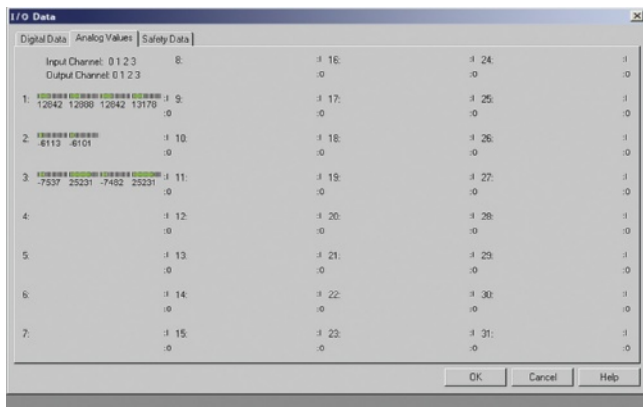 I/O Data
Digital Data Analog Values Safety Data
Input Channel: 0 1 2 3 8: :I 16: :I 24: :I
Output Channel: 0 1 2 3 :O :O :O
1: 12842 12888 12842 13178 :I 9: :I 17: :I 25: :I
:O :O :O :O
2: -6113 -6101 :I 10: :I 18: :I 26: :I
:O :O :O :O
3: -7537 25231 -7482 25231 :I 11: :I 19: :I 27: :I
:O :O :O :O
4: :I 12: :I 20: :I 28: :I
:O :O :O :O
5: :I 13: :I 21: :I 29: :I
:O :O :O :O
6: :I 14: :I 22: :I 30: :I
:O :O :O :O
7: :I 15: :I 23: :I 31: :I
:O :O :O :O
OK Cancel Help